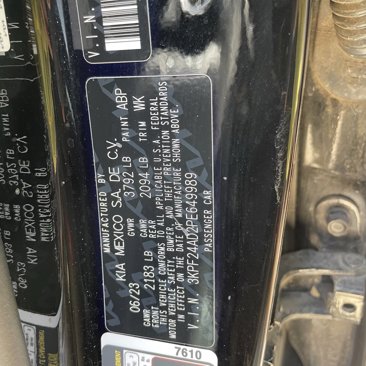 V.I.N.
MANUFACTURED BY
KIA MEXICO S.A. DE C.V.
06/23 GVWR 3792 LB PAINT ABP
GAWR FRONT 2183 LB GAWR REAR 2094 LB TRIM WK
THIS VEHICLE CONFORMS TO ALL APPLICABLE U.S.A. FEDERAL
MOTOR VEHICLE SAFETY, BUMPER, AND THEFT PREVENTION STANDARDS
IN EFFECT ON THE DATE OF MANUFACTURE SHOWN ABOVE.
V.I.N. 3KPF24AD2PE649989
PASSENGER CAR
7610